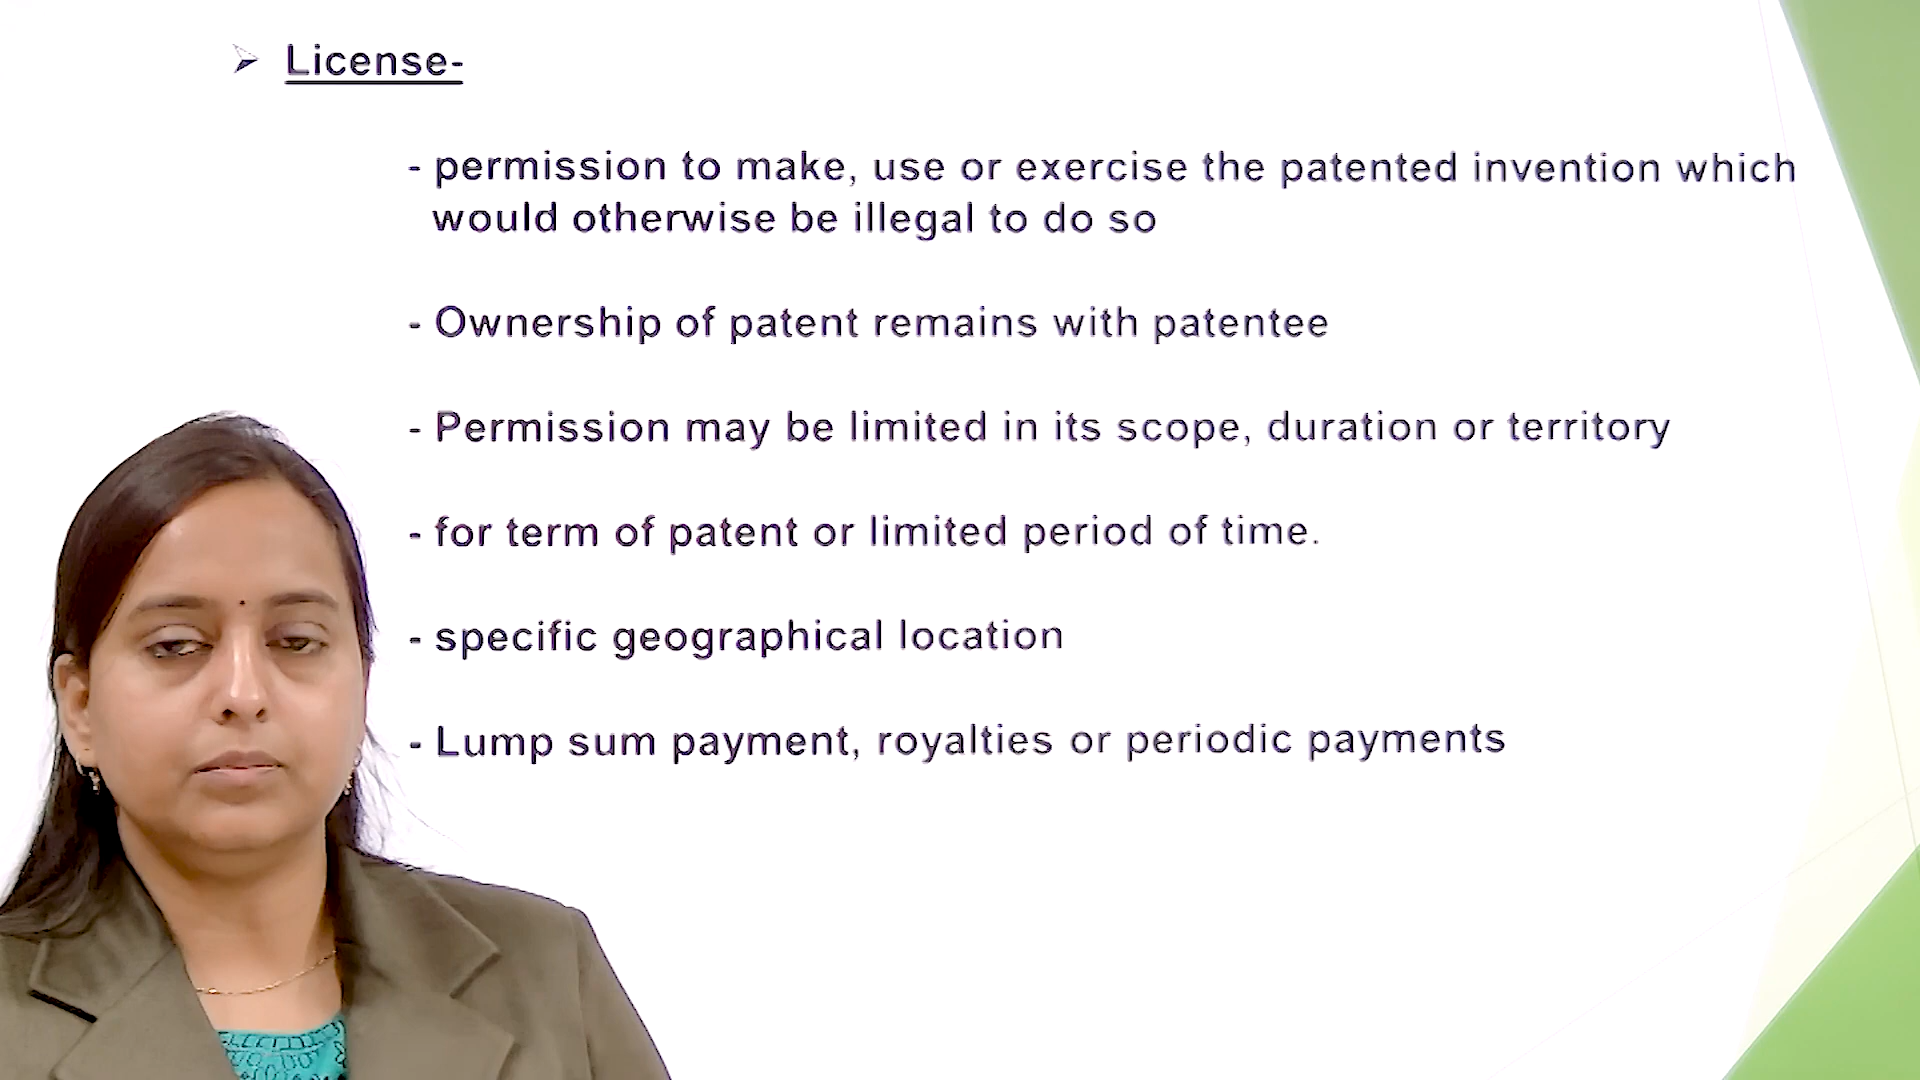 ➢ License-
- permission to make, use or exercise the patented invention which
would otherwise be illegal to do so
- Ownership of patent remains with patentee
- Permission may be limited in its scope, duration or territory
- for term of patent or limited period of time.
- specific geographical location
- Lump sum payment, royalties or periodic payments